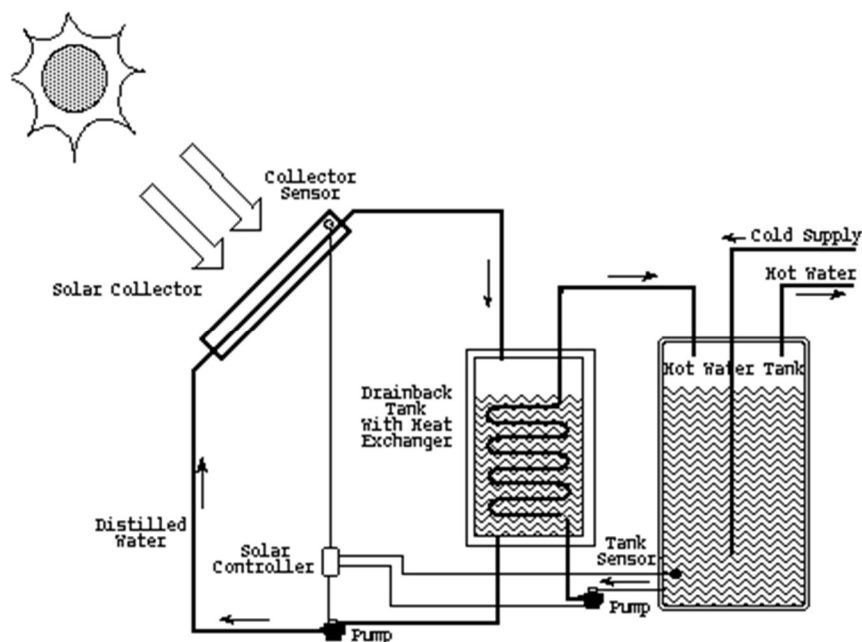 Collector
Sensor
Cold Supply
Hot Water
Solar Collector
Hot Water Tank
Drainback
Tank
With Heat
Exchanger
Distilled
Water
Solar
Controller
Tank
Sensor
Pump
Pump